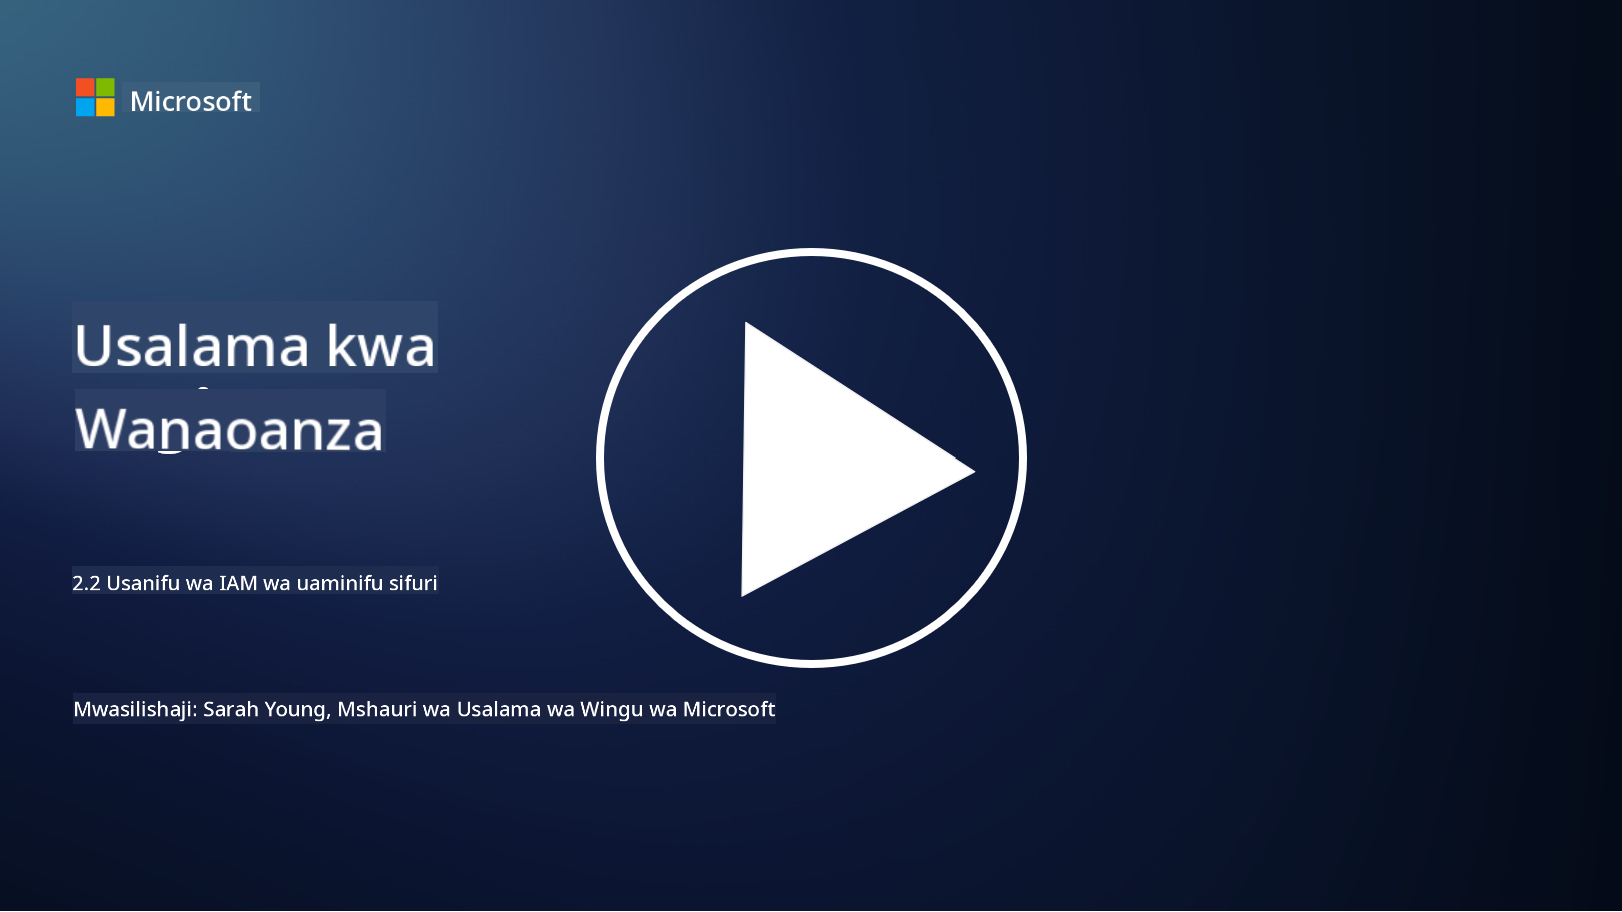 Microsoft
Usalama kwa
Wanaoanza
2.2 Usanifu wa IAM wa uaminifu sifuri
Mwasilishaji: Sarah Young, Mshauri wa Usalama wa Wingu wa Microsoft